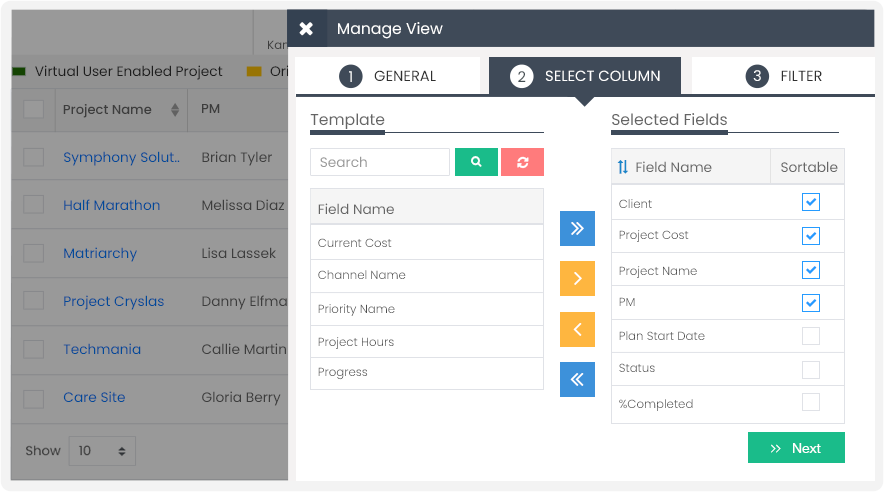 Manage View
Kan
Virtual User Enabled Project
Ori
1 GENERAL
2 SELECT COLUMN
3 FILTER
Project Name PM
Symphony Solut.. Brian Tyler
Half Marathon Melissa Diaz
Matriarchy Lisa Lassek
Project Cryslas Danny Elfma
Techmania Callie Martin
Care Site Gloria Berry
Show 10
Template
Search
Field Name
Current Cost
Channel Name
Priority Name
Project Hours
Progress
Selected Fields
Field Name Sortable
Client
Project Cost
Project Name
PM
Plan Start Date
Status
%Completed
Next